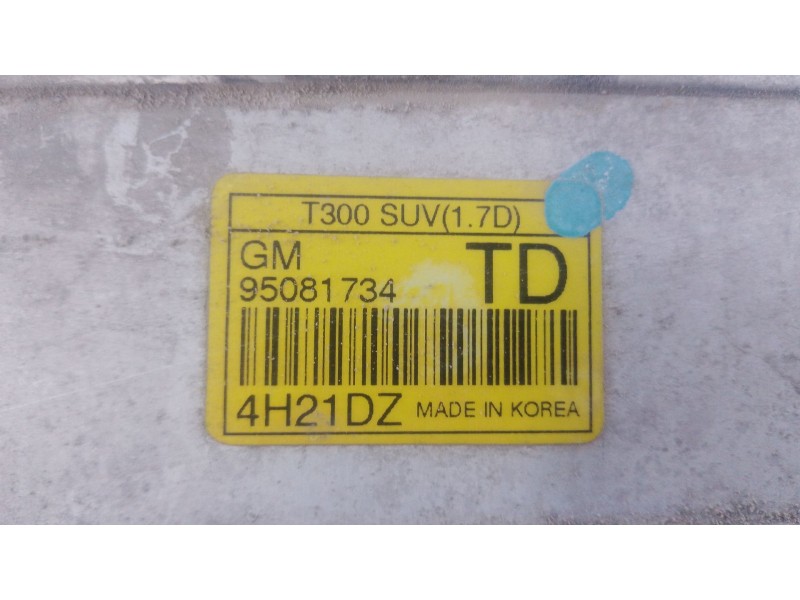 T300 SUV(1.7D)
GM
95081734
TD
4H21DZ MADE IN KOREA